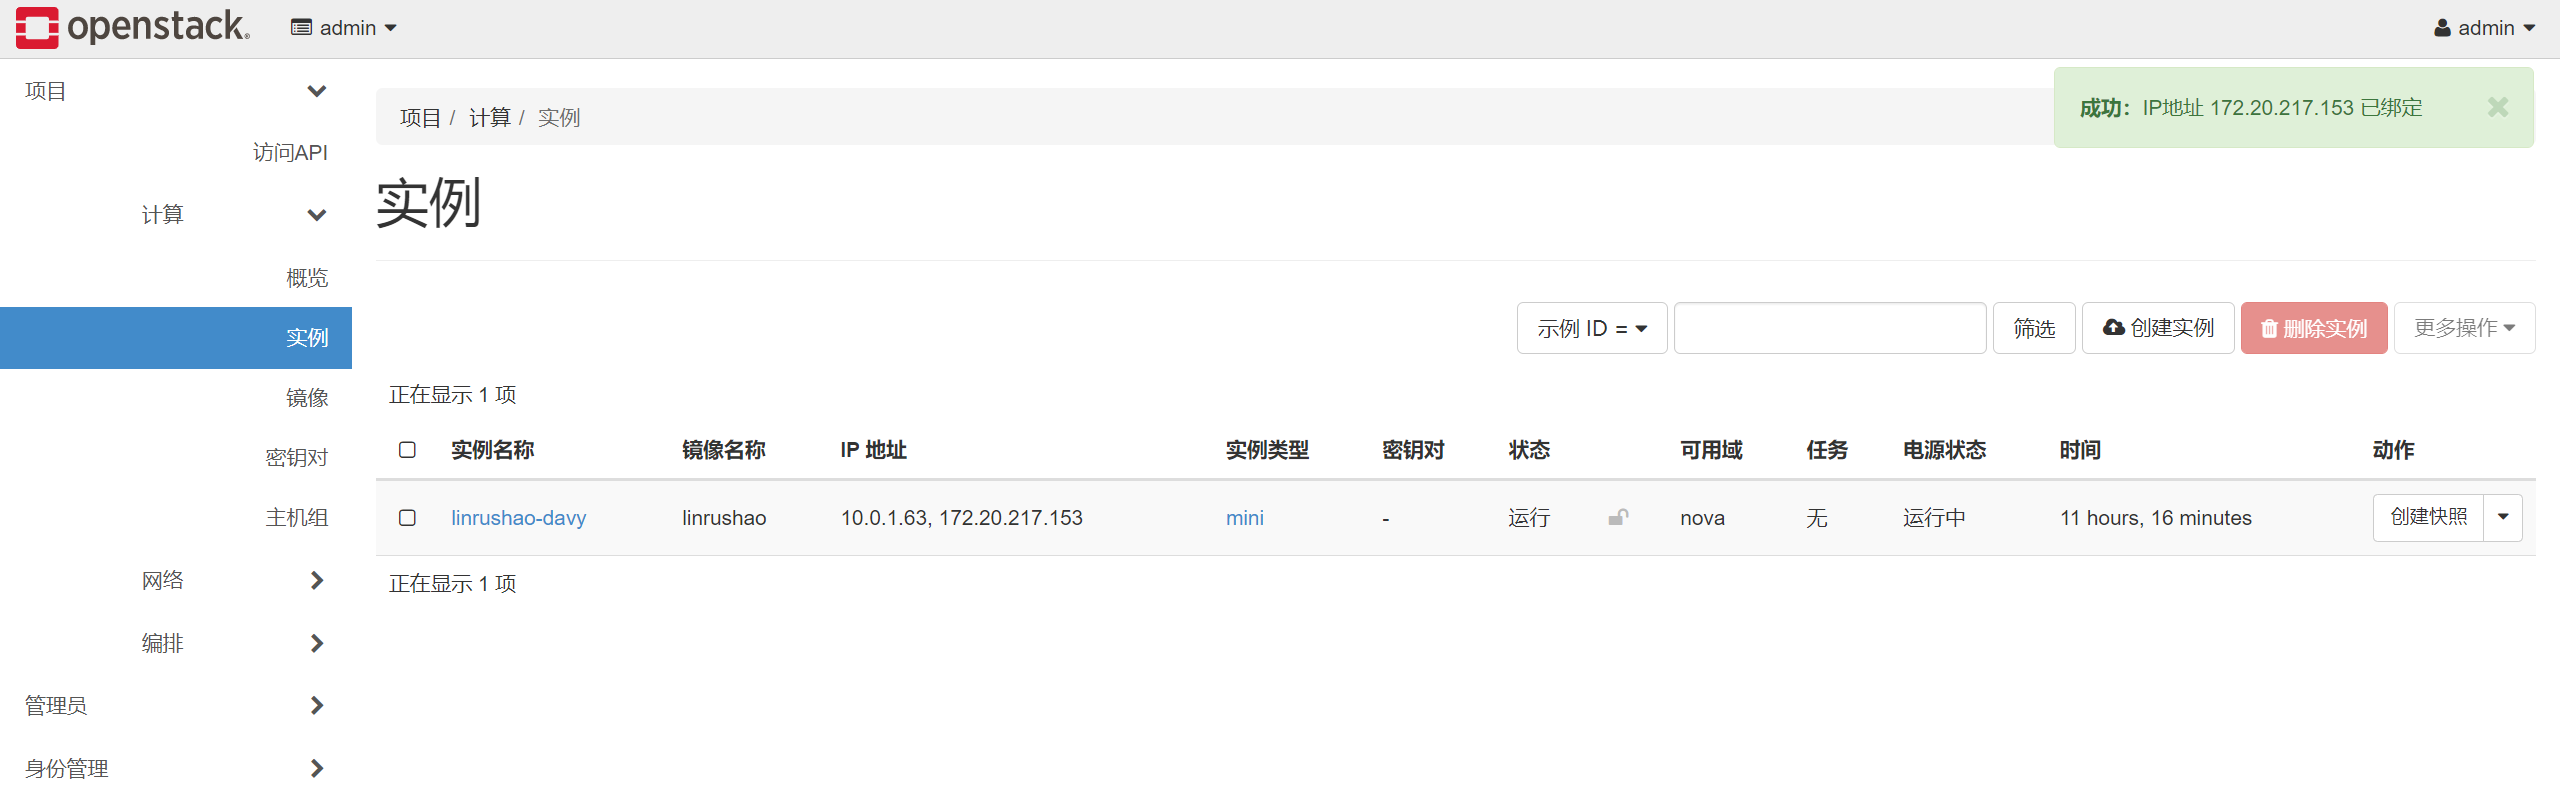 openstack. admin admin
项目
访问API
计算
概览
实例
镜像
密钥对
主机组
网络
编排
管理员
身份管理
项目 / 计算 / 实例
成功：IP地址 172.20.217.153 已绑定
实例
示例 ID = 筛选 创建实例 删除实例 更多操作
正在显示 1 项
实例名称 镜像名称 IP 地址 实例类型 密钥对 状态 可用域 任务 电源状态 时间 动作
linrushao-davy linrushao 10.0.1.63, 172.20.217.153 mini - 运行 nova 无 运行中 11 hours, 16 minutes 创建快照
正在显示 1 项